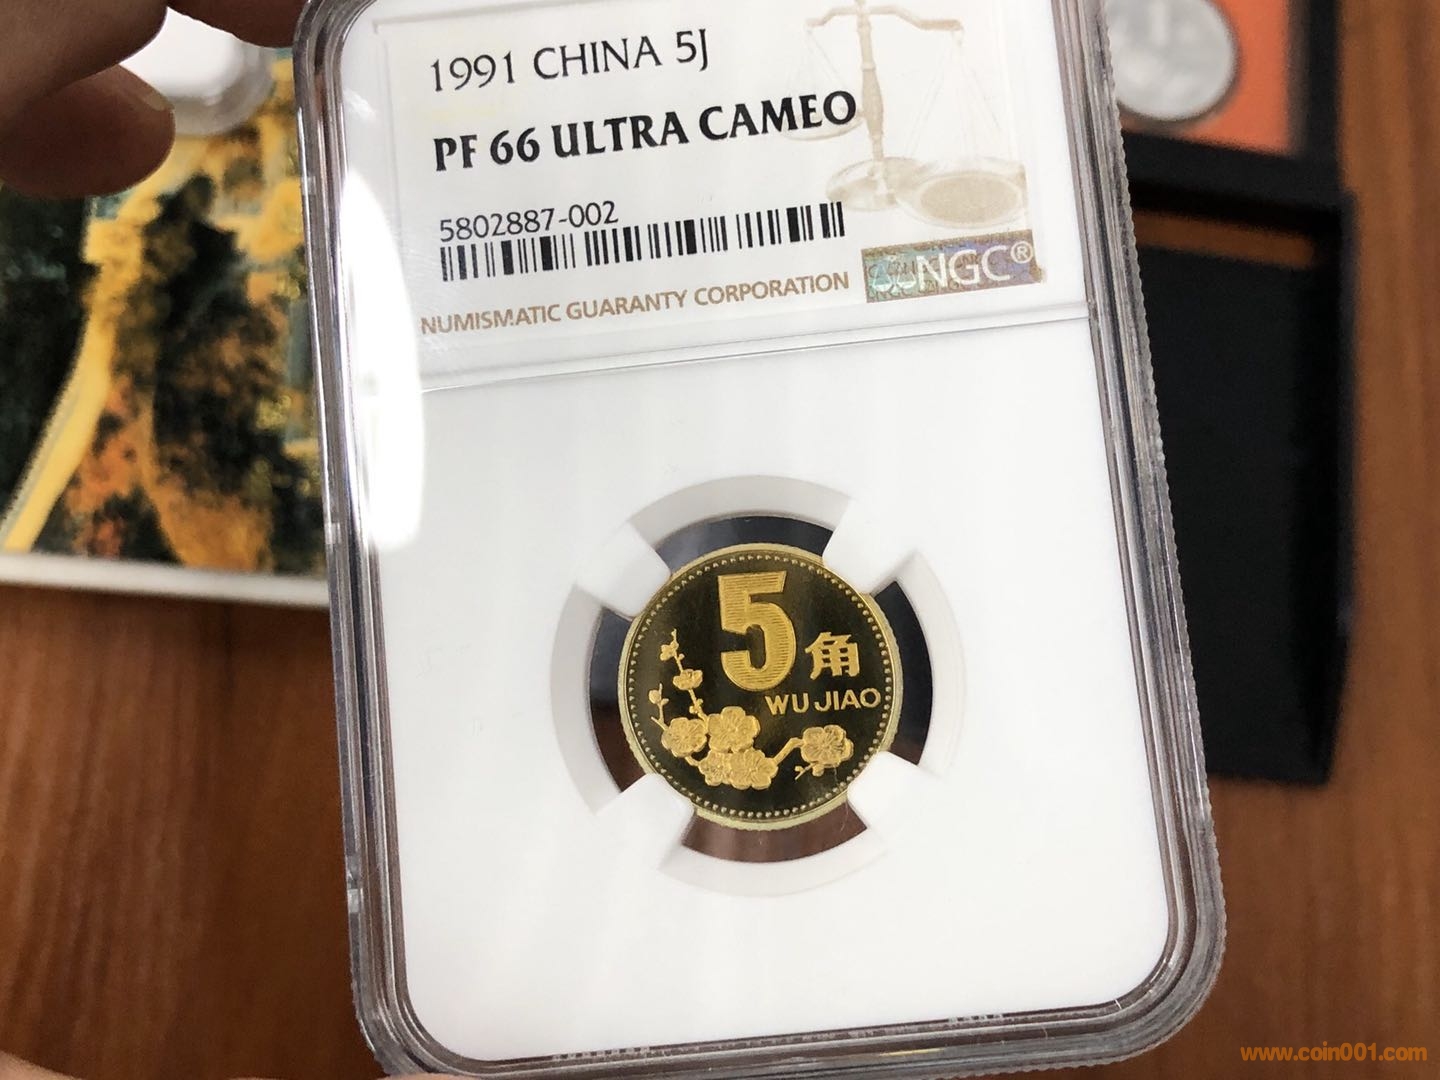 1991 CHINA 5J
PF 66 ULTRA CAMEO
5802887-002
NGC®
NUMISMATIC GUARANTY CORPORATION
5角
WU JIAO
www.coin001.com